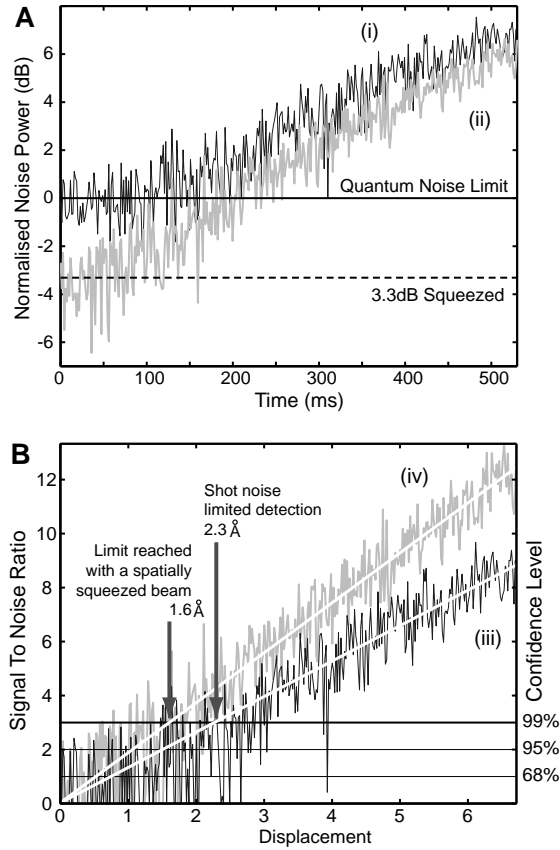 A
Normalised Noise Power (dB)
6
4
2
0
-2
-4
-6
(i)
(ii)
Quantum Noise Limit
3.3dB Squeezed
0 100 200 300 400 500
Time (ms)
B
Signal To Noise Ratio
12
10
8
6
4
2
0
(iv)
Shot noise
limited detection
2.3 Å
Limit reached
with a spatially
squeezed beam
1.6 Å
(iii)
Confidence Level
99%
95%
68%
0 1 2 3 4 5 6
Displacement